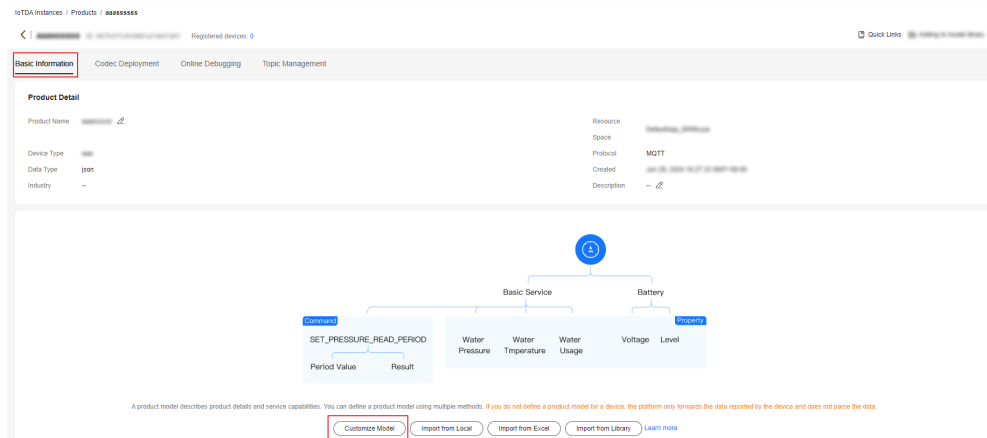 IoTDA Instances / Products / aaassssss
Registered devices: 0
Quick Links
Basic Information Codec Deployment Online Debugging Topic Management
Product Detail
Product Name
Resource Space
Device Type
Protocol MQTT
Data Type json
Created
Industry --
Description --
Basic Service Battery
Command
Property
SET_PRESSURE_READ_PERIOD
Water Pressure
Water Tmperature
Water Usage
Voltage Level
Period Value Result
A product model describes product details and service capabilities. You can define a product model using multiple methods. If you do not define a product model for a device, the platform only forwards the data reported by the device and does not parse the data.
Customize Model Import from Local Import from Excel Import from Library Learn more